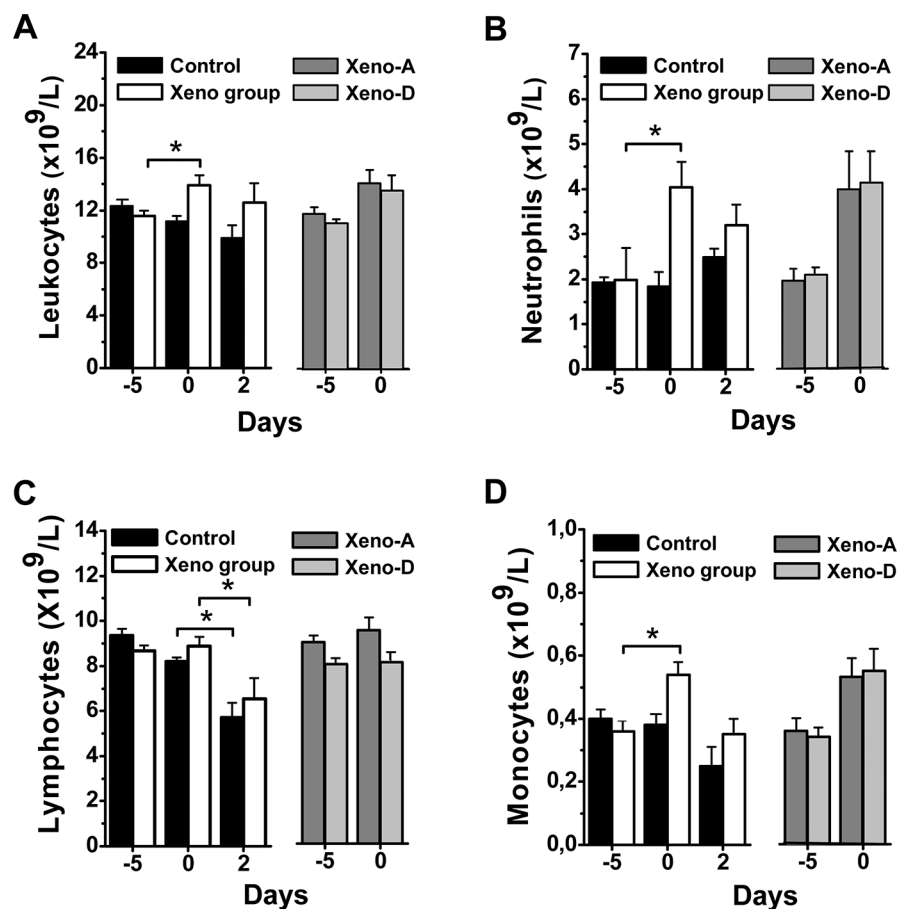 A
Leukocytes (x10⁹/L)
24
20
16
12
8
4
0
Control
Xeno group
Xeno-A
Xeno-D
*
-5 0 2 -5 0
Days
B
Neutrophils (x10⁹/L)
7
6
5
4
3
2
1
0
Control
Xeno group
Xeno-A
Xeno-D
*
-5 0 2 -5 0
Days
C
Lymphocytes (X10⁹/L)
14
12
10
8
6
4
2
0
Control
Xeno group
Xeno-A
Xeno-D
*
*
-5 0 2 -5 0
Days
D
Monocytes (x10⁹/L)
1,0
0,8
0,6
0,4
0,2
0,0
Control
Xeno group
Xeno-A
Xeno-D
*
-5 0 2 -5 0
Days